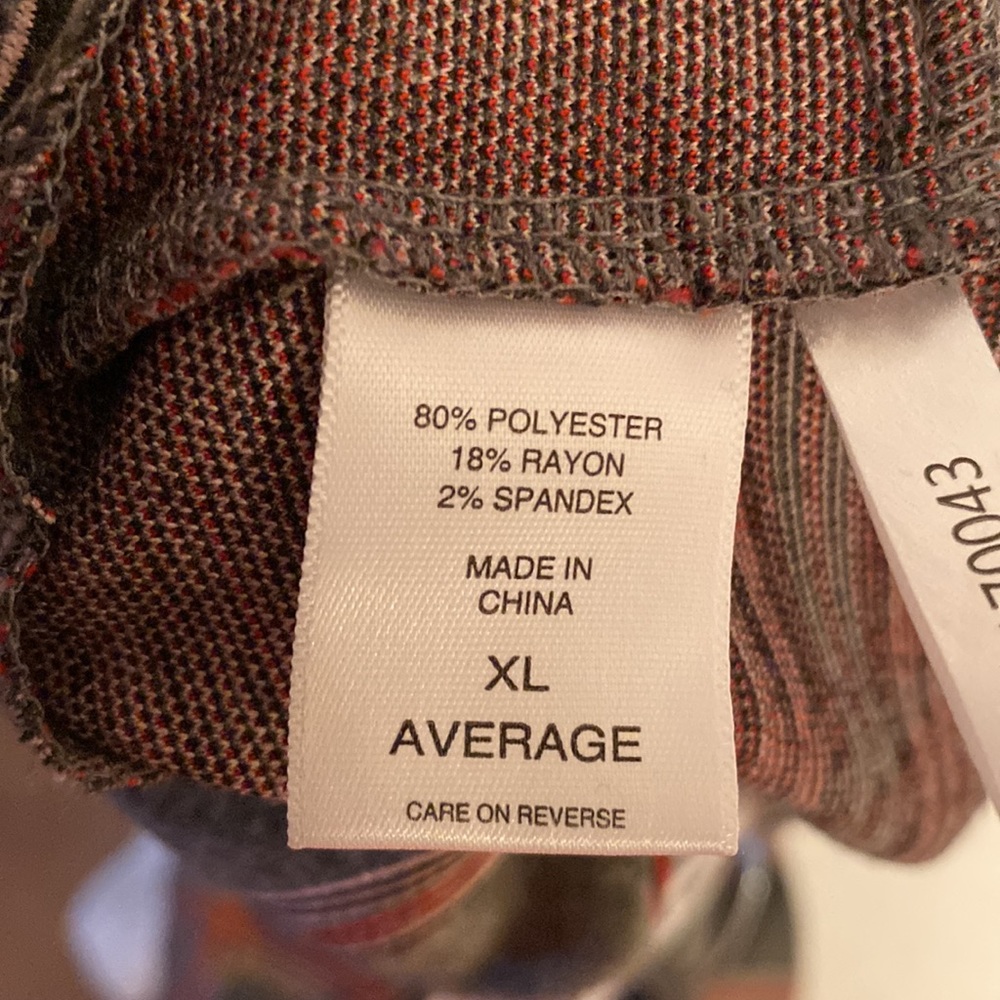 80% POLYESTER
18% RAYON
2% SPANDEX
MADE IN
CHINA
XL
AVERAGE
CARE ON REVERSE